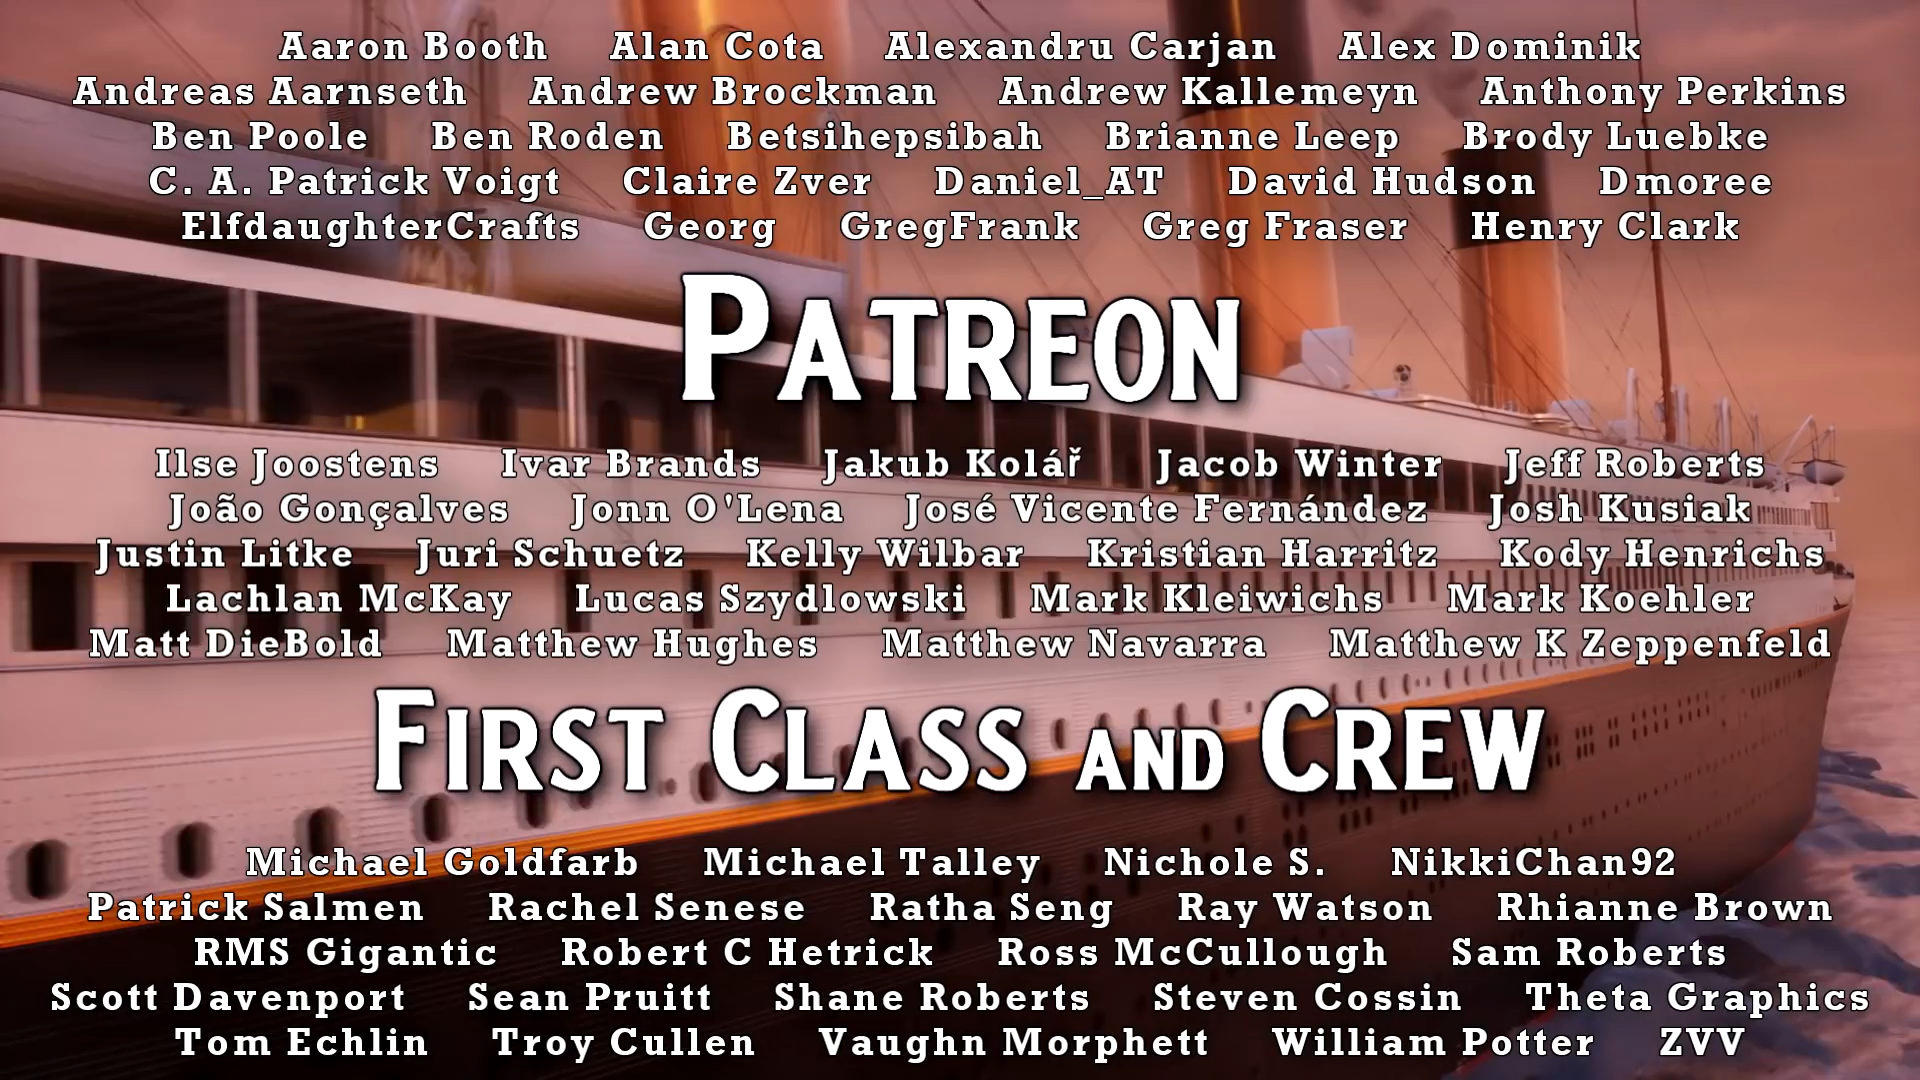 Aaron Booth Alan Cota Alexandru Carjan Alex Dominik
Andreas Aarnseth Andrew Brockman Andrew Kallemeyn Anthony Perkins
Ben Poole Ben Roden Betsihepsibah Brianne Leep Brody Luebke
C. A. Patrick Voigt Claire Zver Daniel_AT David Hudson Dmoree
ElfdaughterCrafts Georg GregFrank Greg Fraser Henry Clark
PATREON
Ilse Joostens Ivar Brands Jakub Kolář Jacob Winter Jeff Roberts
João Gonçalves Jonn O'Lena José Vicente Fernández Josh Kusiak
Justin Litke Juri Schuetz Kelly Wilbar Kristian Harritz Kody Henrichs
Lachlan McKay Lucas Szydlowski Mark Kleiwichs Mark Koehler
Matt DieBold Matthew Hughes Matthew Navarra Matthew K Zeppenfeld
FIRST CLASS AND CREW
Michael Goldfarb Michael Talley Nichole S. NikkiChan92
Patrick Salmen Rachel Senese Ratha Seng Ray Watson Rhianne Brown
RMS Gigantic Robert C Hetrick Ross McCullough Sam Roberts
Scott Davenport Sean Pruitt Shane Roberts Steven Cossin Theta Graphics
Tom Echlin Troy Cullen Vaughn Morphett William Potter ZVV